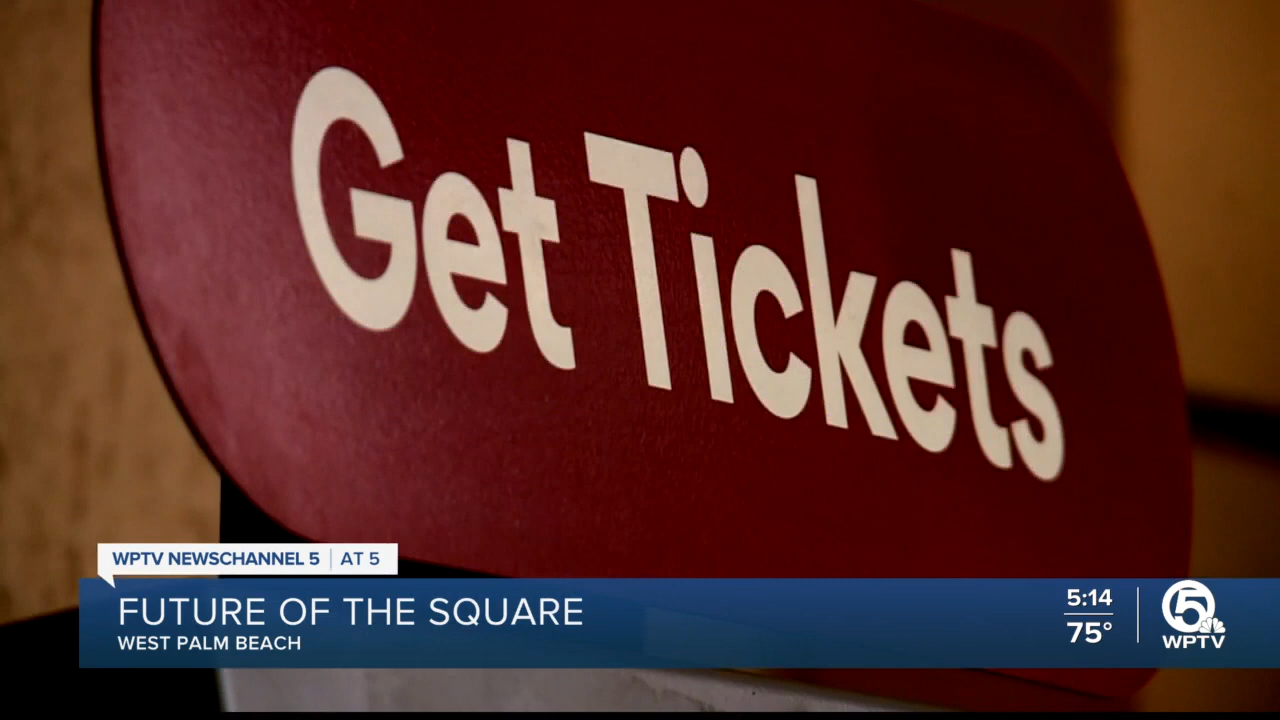 Get Tickets
WPTV NEWSCHANNEL 5 | AT 5
FUTURE OF THE SQUARE
WEST PALM BEACH
5:14
75°
5
WPTV